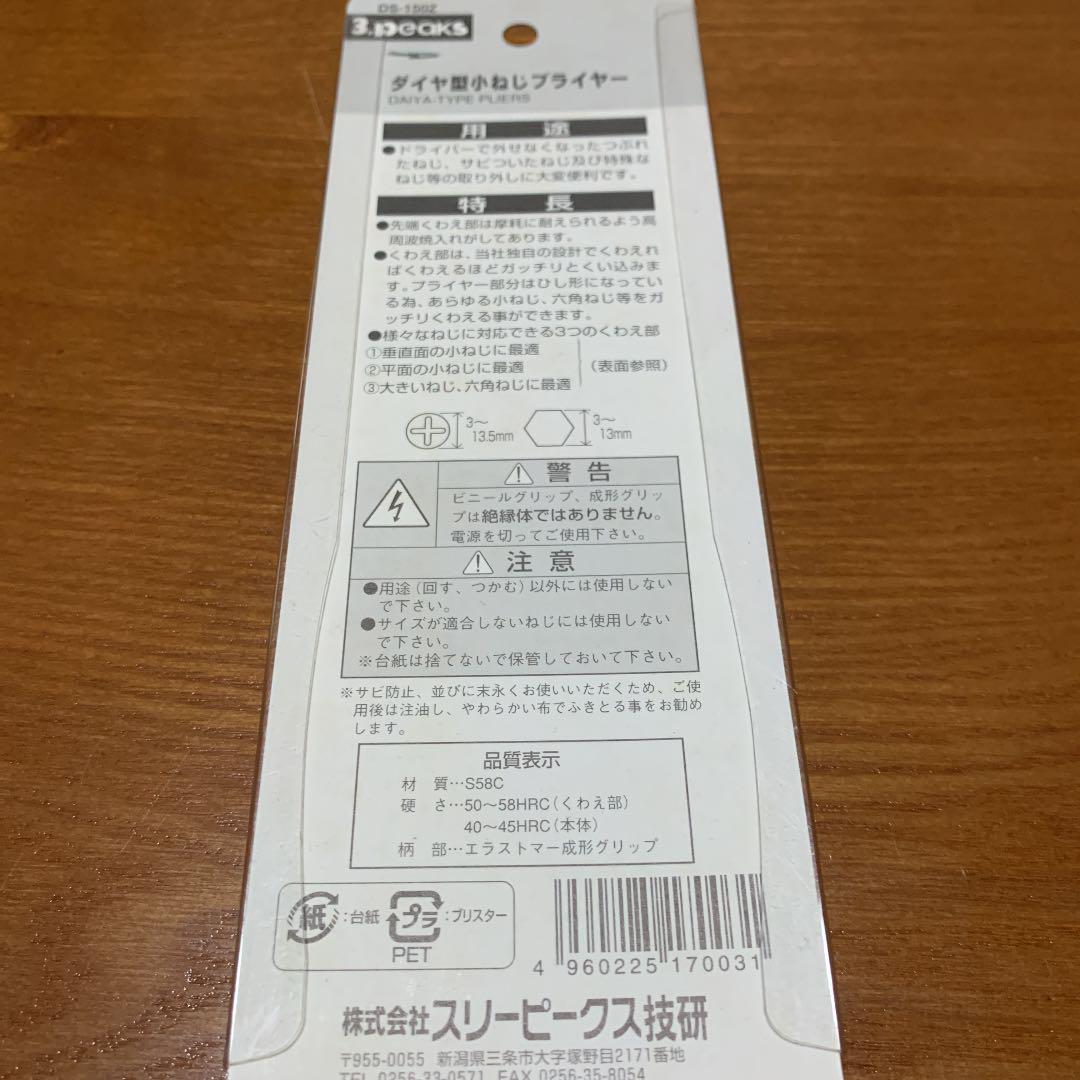 DS-150Z
3.peaks
ダイヤ型小ねじプライヤー
DAIYA-TYPE PLIERS
用途
●ドライバーで外せなくなったつぶれ
たねじ、サビついたねじ及び特殊な
ねじ等の取り外しに大変便利です。
特長
●先端くわえ部は摩耗に耐えられるよう高
周波焼入れがしてあります。
●くわえ部は、当社独自の設計でくわえれ
ばくわえるほどガッチリとくい込みま
す。プライヤー部分はひし形になってい
る為、あらゆる小ねじ、六角ねじ等をガ
ッチリくわえる事ができます。
●様々なねじに対応できる3つのくわえ部
①垂直面の小ねじに最適
②平面の小ねじに最適 (表面参照)
③大きいねじ、六角ねじに最適
3〜 3〜
13.5mm 13mm
警告
ビニールグリップ、成形グリッ
プは絶縁体ではありません。
電源を切ってご使用下さい。
注意
●用途(回す、つかむ)以外には使用しない
で下さい。
●サイズが適合しないねじには使用しない
で下さい。
※台紙は捨てないで保管しておいて下さい。
※サビ防止、並びに末永くお使いいただくため、ご使
用後は注油し、やわらかい布でふきとる事をお勧め
します。
品質表示
材 質…S58C
硬 さ…50〜58HRC(くわえ部)
40〜45HRC(本体)
柄 部…エラストマー成形グリップ
紙:台紙 プラ:ブリスター
PET
4 960225 170031
株式会社スリーピークス技研
〒955-0055 新潟県三条市大字塚野目2171番地
TEL 0256-33-0571 FAX 0256-35-8054